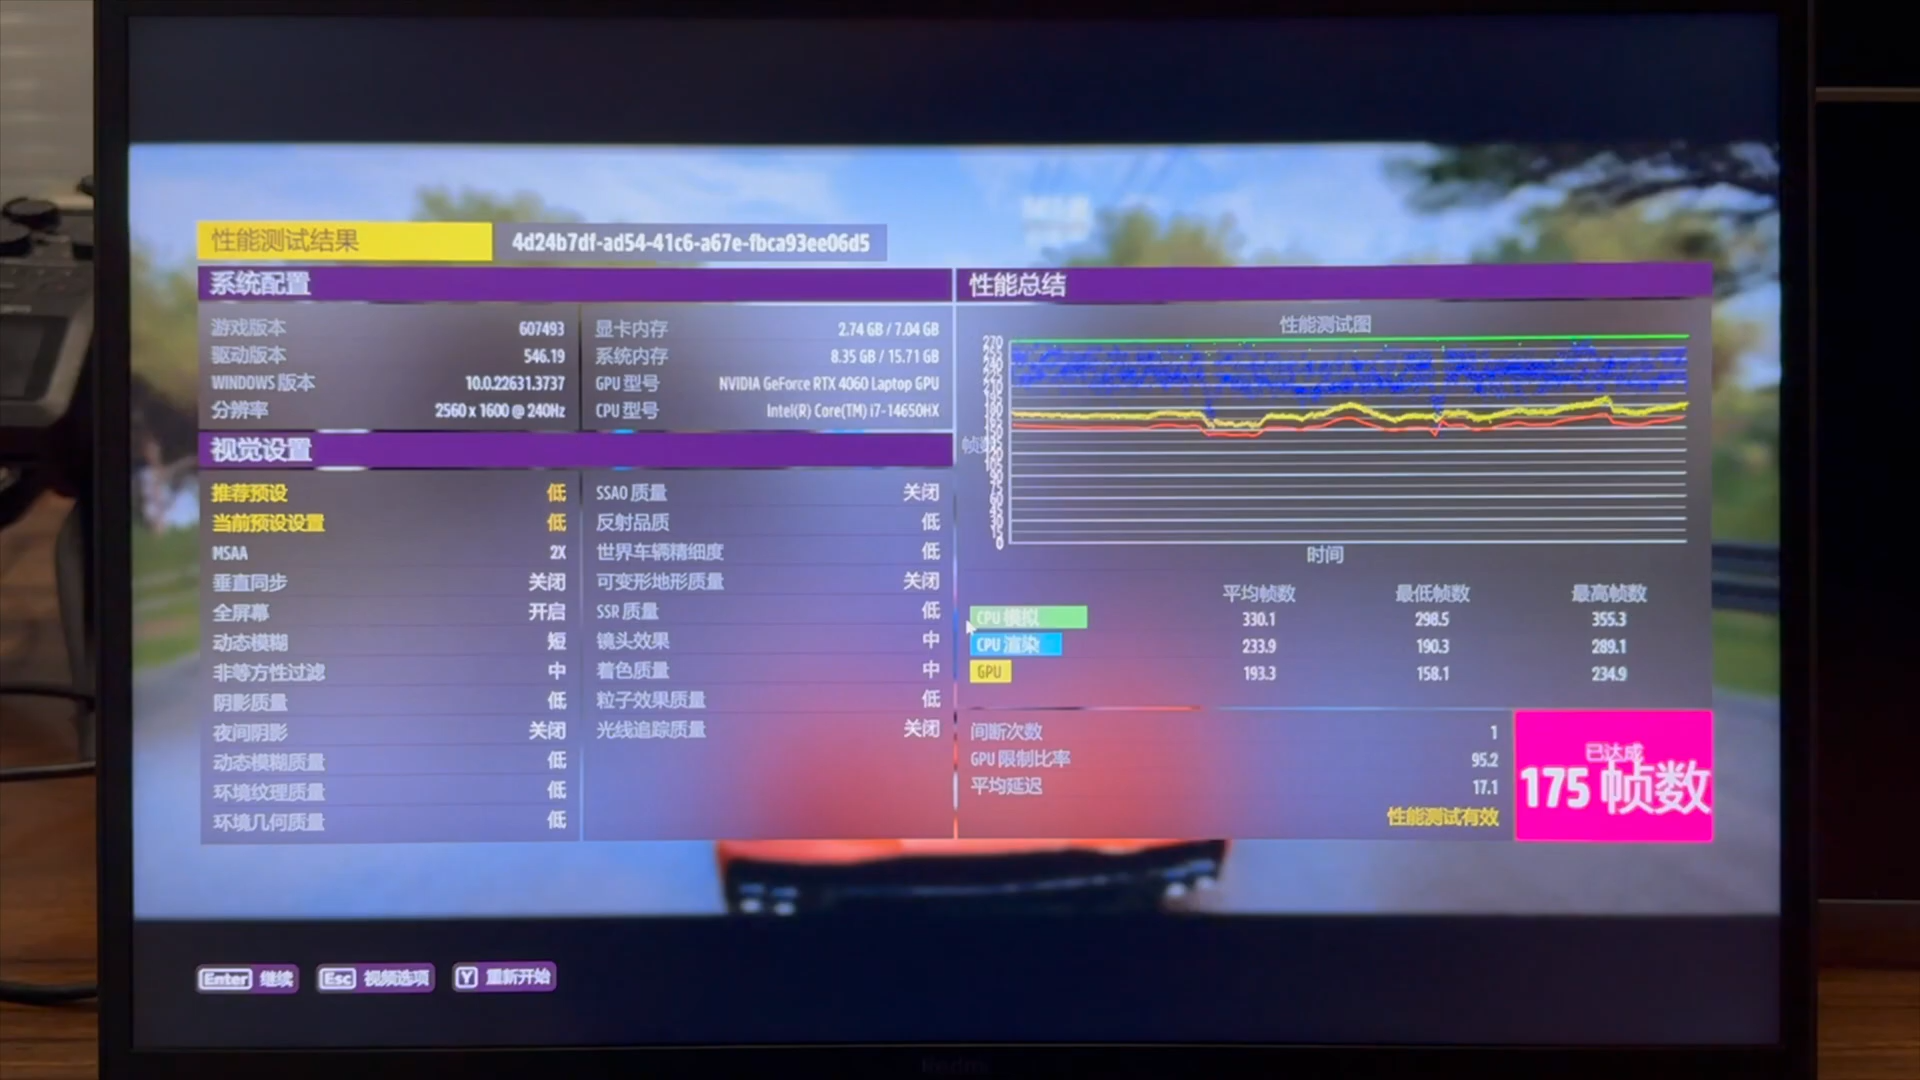 性能测试结果 4d24b7df-ad54-41c6-a67e-fbca93ee06d5
系统配置
游戏版本 607493
驱动版本 546.19
WINDOWS 版本 10.0.22631.3737
分辨率 2560 x 1600 @ 240Hz
显卡内存 2.74 GB / 7.04 GB
系统内存 8.35 GB / 15.71 GB
GPU 型号 NVIDIA GeForce RTX 4060 Laptop GPU
CPU 型号 Intel(R) Core(TM) i7-14650HX
视觉设置
推荐预设 低
当前预设设置 低
MSAA 2X
垂直同步 关闭
全屏幕 开启
动态模糊 短
非等方性过滤 中
阴影质量 低
夜间阴影 关闭
动态模糊质量 低
环境纹理质量 低
环境几何质量 低
SSAO 质量 关闭
反射品质 低
世界车辆精细度 低
可变形地形质量 关闭
SSR 质量 低
镜头效果 中
着色质量 中
粒子效果质量 低
光线追踪质量 关闭
性能总结
性能测试图
270
240
225
210
195
180
105
90
75
60
45
30
15
0
时间
平均帧数 最低帧数 最高帧数
CPU 模拟 330.1 298.5 355.3
CPU 渲染 233.9 190.3 289.1
GPU 193.3 158.1 234.9
间断次数 1
GPU 限制比率 95.2
平均延迟 17.1
性能测试有效
已达成
175 帧数
Enter 继续 Esc 视频选项 Y 重新开始